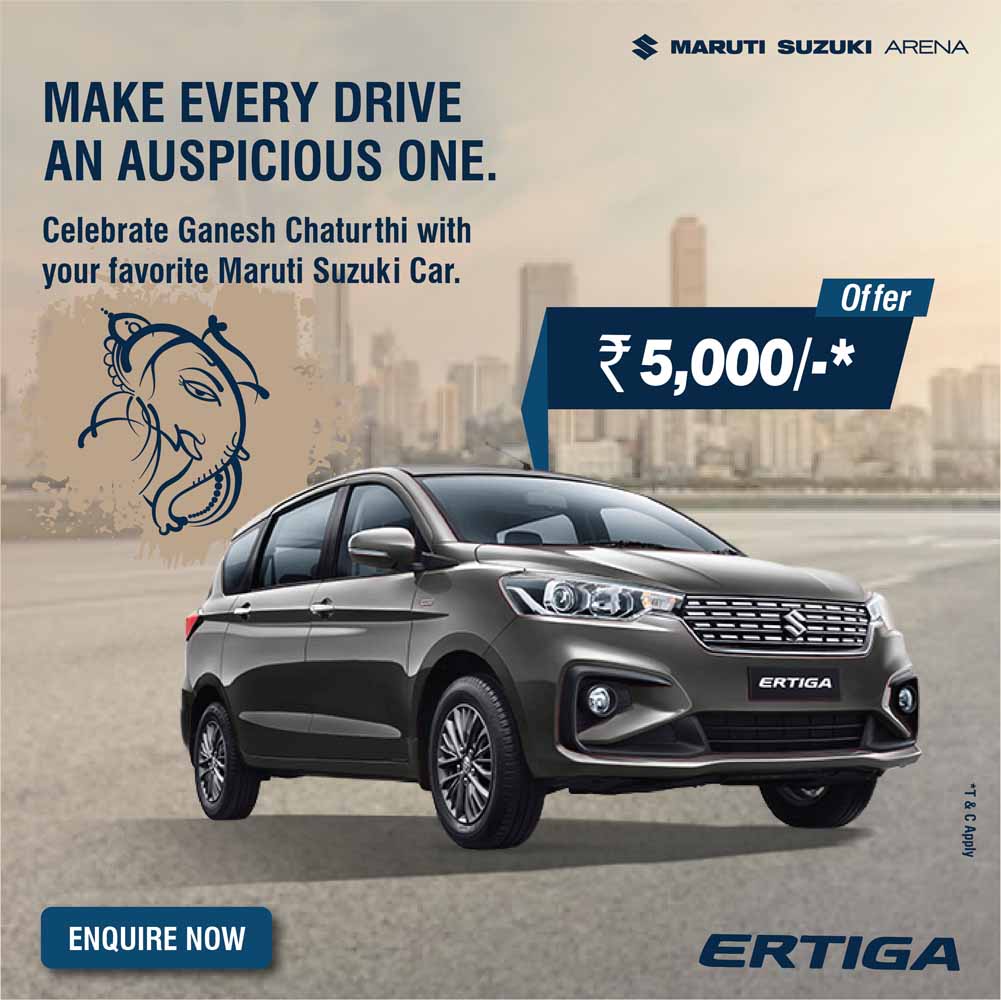 MARUTI SUZUKI ARENA
MAKE EVERY DRIVE
AN AUSPICIOUS ONE.
Celebrate Ganesh Chaturthi with
your favorite Maruti Suzuki Car.
Offer
₹ 5,000/-*
ERTIGA
*T & C Apply
ENQUIRE NOW
ERTIGA